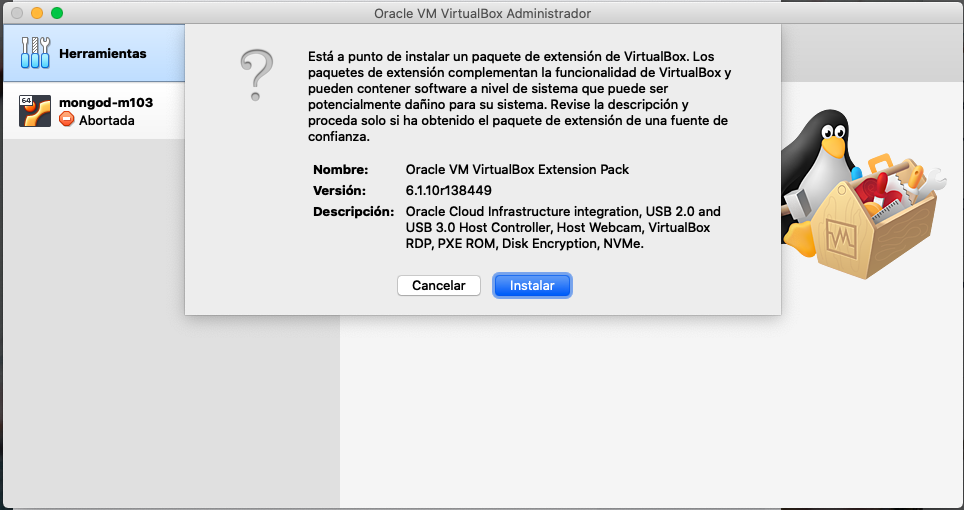 Oracle VM VirtualBox Administrador
Herramientas
64
mongod-m103
Abortada
Está a punto de instalar un paquete de extensión de VirtualBox. Los
paquetes de extensión complementan la funcionalidad de VirtualBox y
pueden contener software a nivel de sistema que puede ser
potencialmente dañino para su sistema. Revise la descripción y
proceda solo si ha obtenido el paquete de extensión de una fuente de
confianza.
Nombre: Oracle VM VirtualBox Extension Pack
Versión: 6.1.10r138449
Descripción: Oracle Cloud Infrastructure integration, USB 2.0 and
USB 3.0 Host Controller, Host Webcam, VirtualBox
RDP, PXE ROM, Disk Encryption, NVMe.
Cancelar Instalar